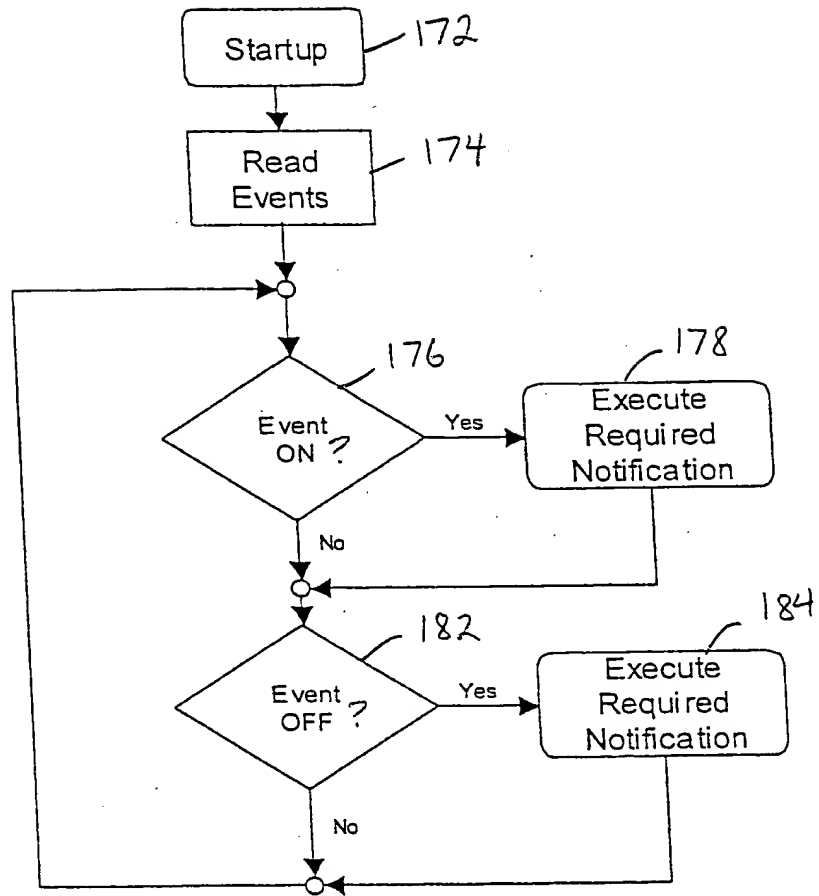 Startup
172
Read
Events
174
176
178
Event
ON ?
Yes
Execute
Required
Notification
No
182
184
Event
OFF ?
Yes
Execute
Required
Notification
No